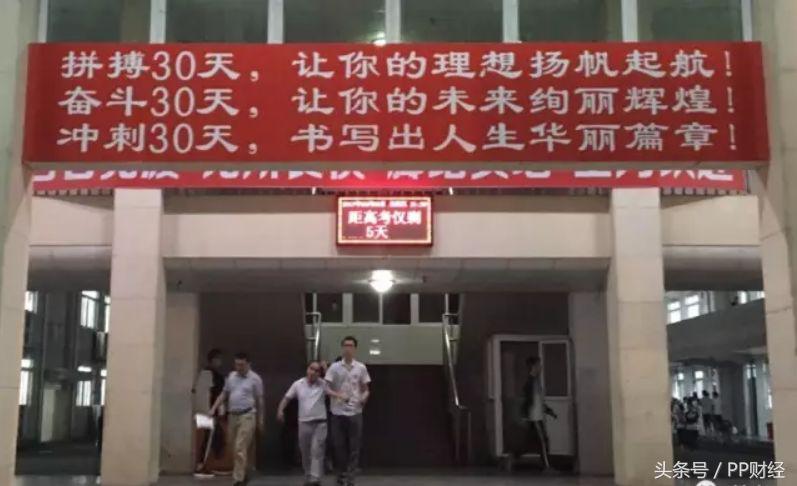 拼搏30天，让你的理想扬帆起航！
奋斗30天，让你的未来绚丽辉煌！
冲刺30天，书写出人生华丽篇章！
距高考仅剩
5天
头条号 / PP财经